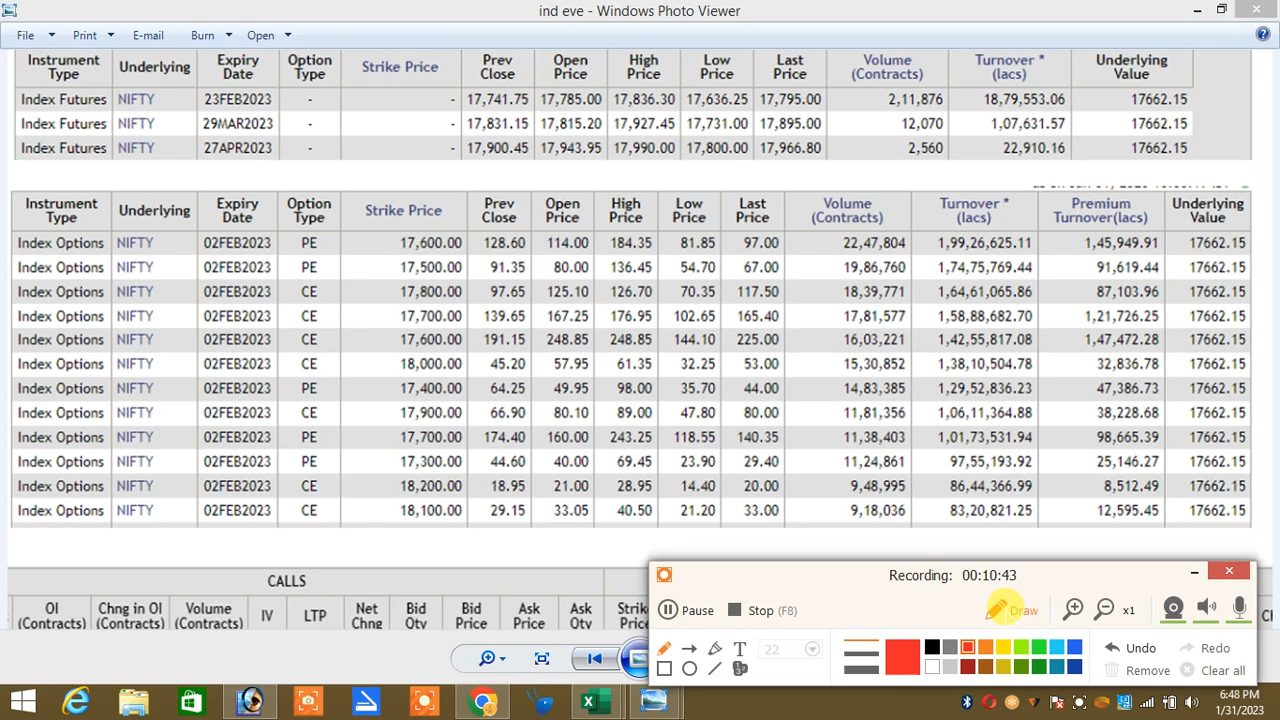 ind eve - Windows Photo Viewer
File Print E-mail Burn Open
Instrument Type Underlying Expiry Date Option Type Strike Price Prev Close Open Price High Price Low Price Last Price Volume (Contracts) Turnover * (lacs) Underlying Value
Index Futures NIFTY 23FEB2023 - - 17,741.75 17,785.00 17,836.30 17,636.25 17,795.00 2,11,876 18,79,553.06 17662.15
Index Futures NIFTY 29MAR2023 - - 17,831.15 17,815.20 17,927.45 17,731.00 17,895.00 12,070 1,07,631.57 17662.15
Index Futures NIFTY 27APR2023 - - 17,900.45 17,943.95 17,990.00 17,800.00 17,966.80 2,560 22,910.16 17662.15
Instrument Type Underlying Expiry Date Option Type Strike Price Prev Close Open Price High Price Low Price Last Price Volume (Contracts) Turnover * (lacs) Premium Turnover(lacs) Underlying Value
Index Options NIFTY 02FEB2023 PE 17,600.00 128.60 114.00 184.35 81.85 97.00 22,47,804 1,99,26,625.11 1,45,949.91 17662.15
Index Options NIFTY 02FEB2023 PE 17,500.00 91.35 80.00 136.45 54.70 67.00 19,86,760 1,74,75,769.44 91,619.44 17662.15
Index Options NIFTY 02FEB2023 CE 17,800.00 97.65 125.10 126.70 70.35 117.50 18,39,771 1,64,61,065.86 87,103.96 17662.15
Index Options NIFTY 02FEB2023 CE 17,700.00 139.65 167.25 176.95 102.65 165.40 17,81,577 1,58,88,682.70 1,21,726.25 17662.15
Index Options NIFTY 02FEB2023 CE 17,600.00 191.15 248.85 248.85 144.10 225.00 16,03,221 1,42,55,817.08 1,47,472.28 17662.15
Index Options NIFTY 02FEB2023 CE 18,000.00 45.20 57.95 61.35 32.25 53.00 15,30,852 1,38,10,504.78 32,836.78 17662.15
Index Options NIFTY 02FEB2023 PE 17,400.00 64.25 49.95 98.00 35.70 44.00 14,83,385 1,29,52,836.23 47,386.73 17662.15
Index Options NIFTY 02FEB2023 CE 17,900.00 66.90 80.10 89.00 47.80 80.00 11,81,356 1,06,11,364.88 38,228.68 17662.15
Index Options NIFTY 02FEB2023 PE 17,700.00 174.40 160.00 243.25 118.55 140.35 11,38,403 1,01,73,531.94 98,665.39 17662.15
Index Options NIFTY 02FEB2023 PE 17,300.00 44.60 40.00 69.45 23.90 29.40 11,24,861 97,55,193.92 25,146.27 17662.15
Index Options NIFTY 02FEB2023 CE 18,200.00 18.95 21.00 28.95 14.40 20.00 9,48,995 86,44,366.99 8,512.49 17662.15
Index Options NIFTY 02FEB2023 CE 18,100.00 29.15 33.05 40.50 21.20 33.00 9,18,036 83,20,821.25 12,595.45 17662.15
CALLS
OI (Contracts) Chng in OI (Contracts) Volume (Contracts) IV LTP Net Chng Bid Qty Bid Price Ask Price Ask Qty
Recording: 00:10:43
Pause Stop (F8) Draw x1
T 22 Undo Redo
Remove Clear all
6:48 PM
1/31/2023